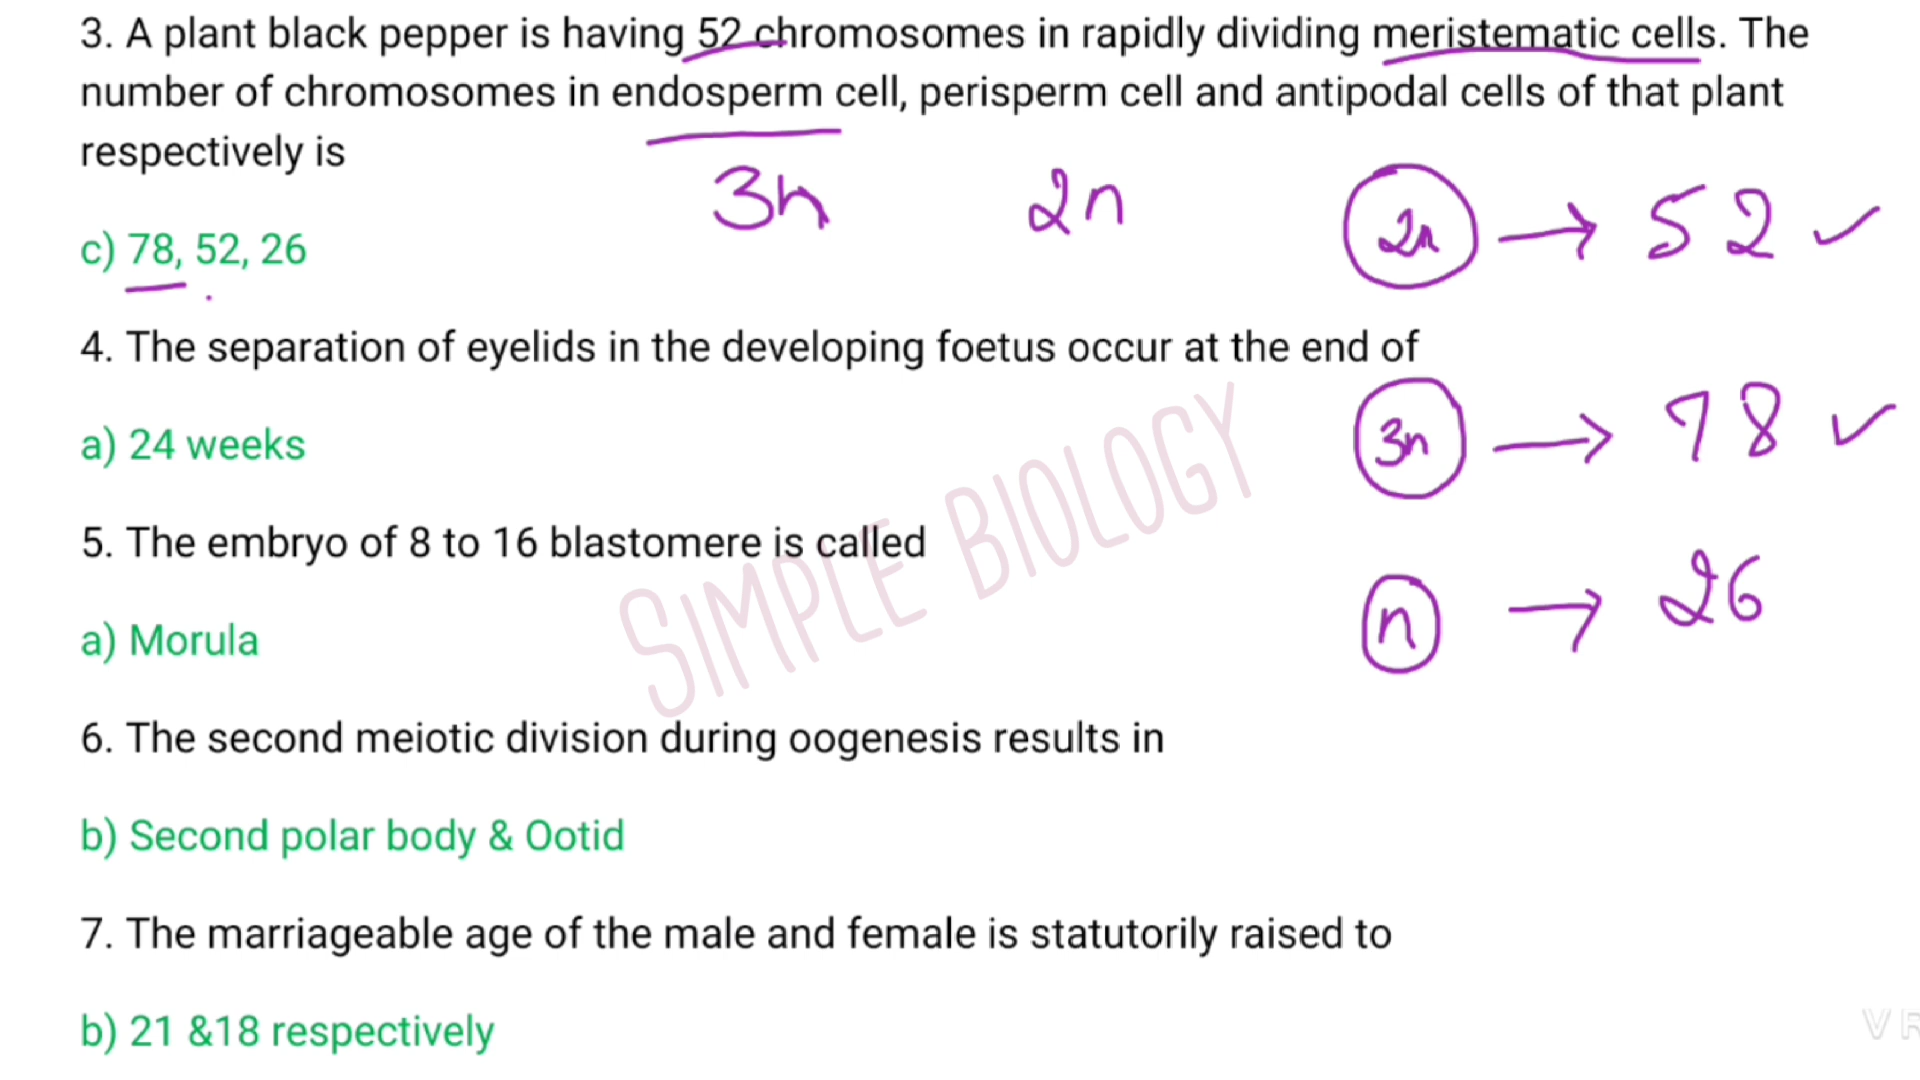 3. A plant black pepper is having 52 chromosomes in rapidly dividing meristematic cells. The
number of chromosomes in endosperm cell, perisperm cell and antipodal cells of that plant
respectively is
3n 2n 2n → 52 ✓
c) 78, 52, 26
4. The separation of eyelids in the developing foetus occur at the end of
3n → 78 ✓
a) 24 weeks
5. The embryo of 8 to 16 blastomere is called
n → 26
a) Morula
SIMPLE BIOLOGY
6. The second meiotic division during oogenesis results in
b) Second polar body & Ootid
7. The marriageable age of the male and female is statutorily raised to
b) 21 &18 respectively